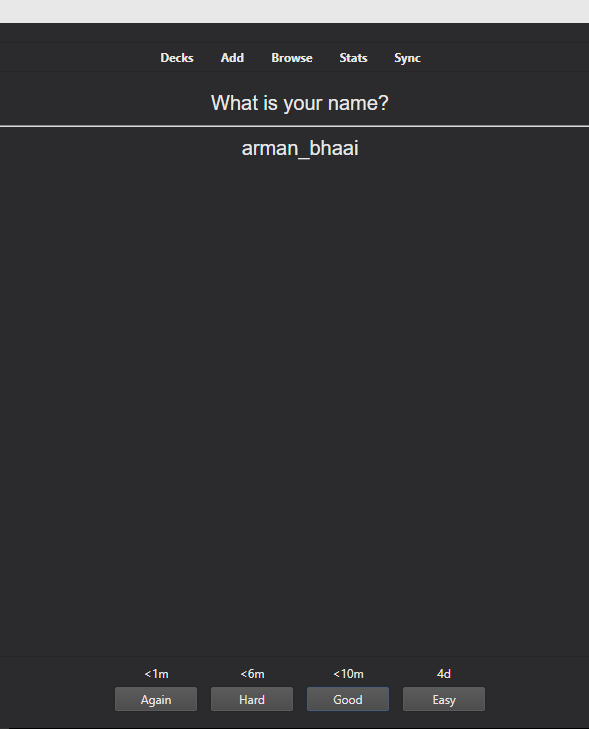 Decks Add Browse Stats Sync
What is your name?
arman_bhaai
<1m <6m <10m 4d
Again Hard Good Easy